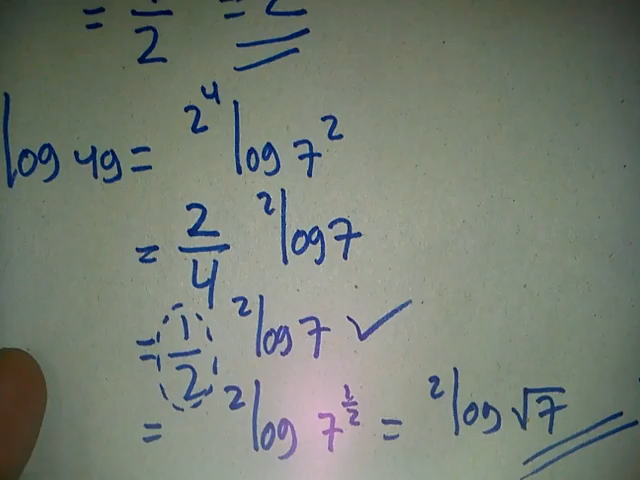 = 1/2 = 2
log 49 = 2⁴log 7²
= 2/4 ²log 7
= 1/2 ²log 7 ✓
= ²log 7^(1/2) = ²log √7